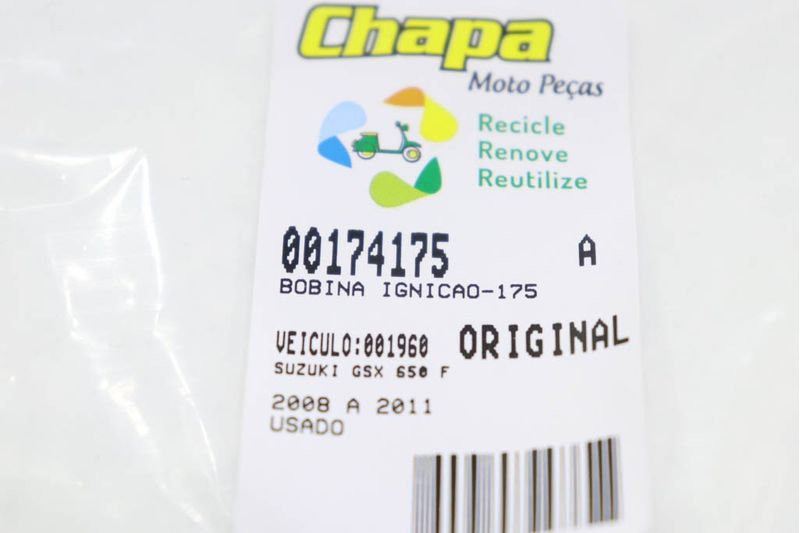 Chapa
Moto Peças
Recicle
Renove
Reutilize
00174175 A
BOBINA IGNICAO-175
VEICULO:001960 ORIGINAL
SUZUKI GSX 650 F
2008 A 2011
USADO